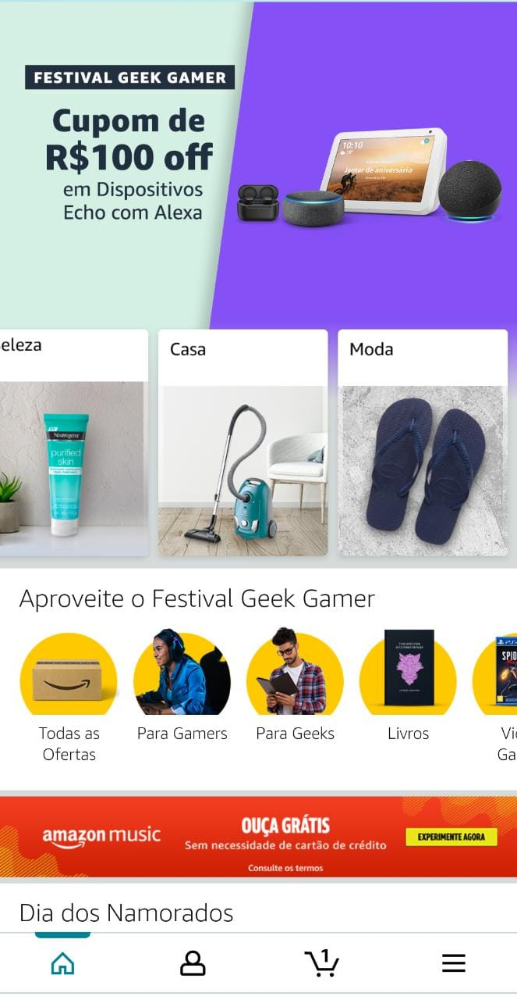 FESTIVAL GEEK GAMER
Cupom de
R$100 off
em Dispositivos
Echo com Alexa
10:10
Jantar de aniversário
eleza
Casa
Moda
Neutrogena
purified
skin
Aproveite o Festival Geek Gamer
Todas as
Ofertas
Para Gamers
Para Geeks
Livros
Vi
Ga
PS4
SPID
amazon music
OUÇA GRÁTIS
Sem necessidade de cartão de crédito
Consulte os termos
EXPERIMENTE AGORA
Dia dos Namorados
1